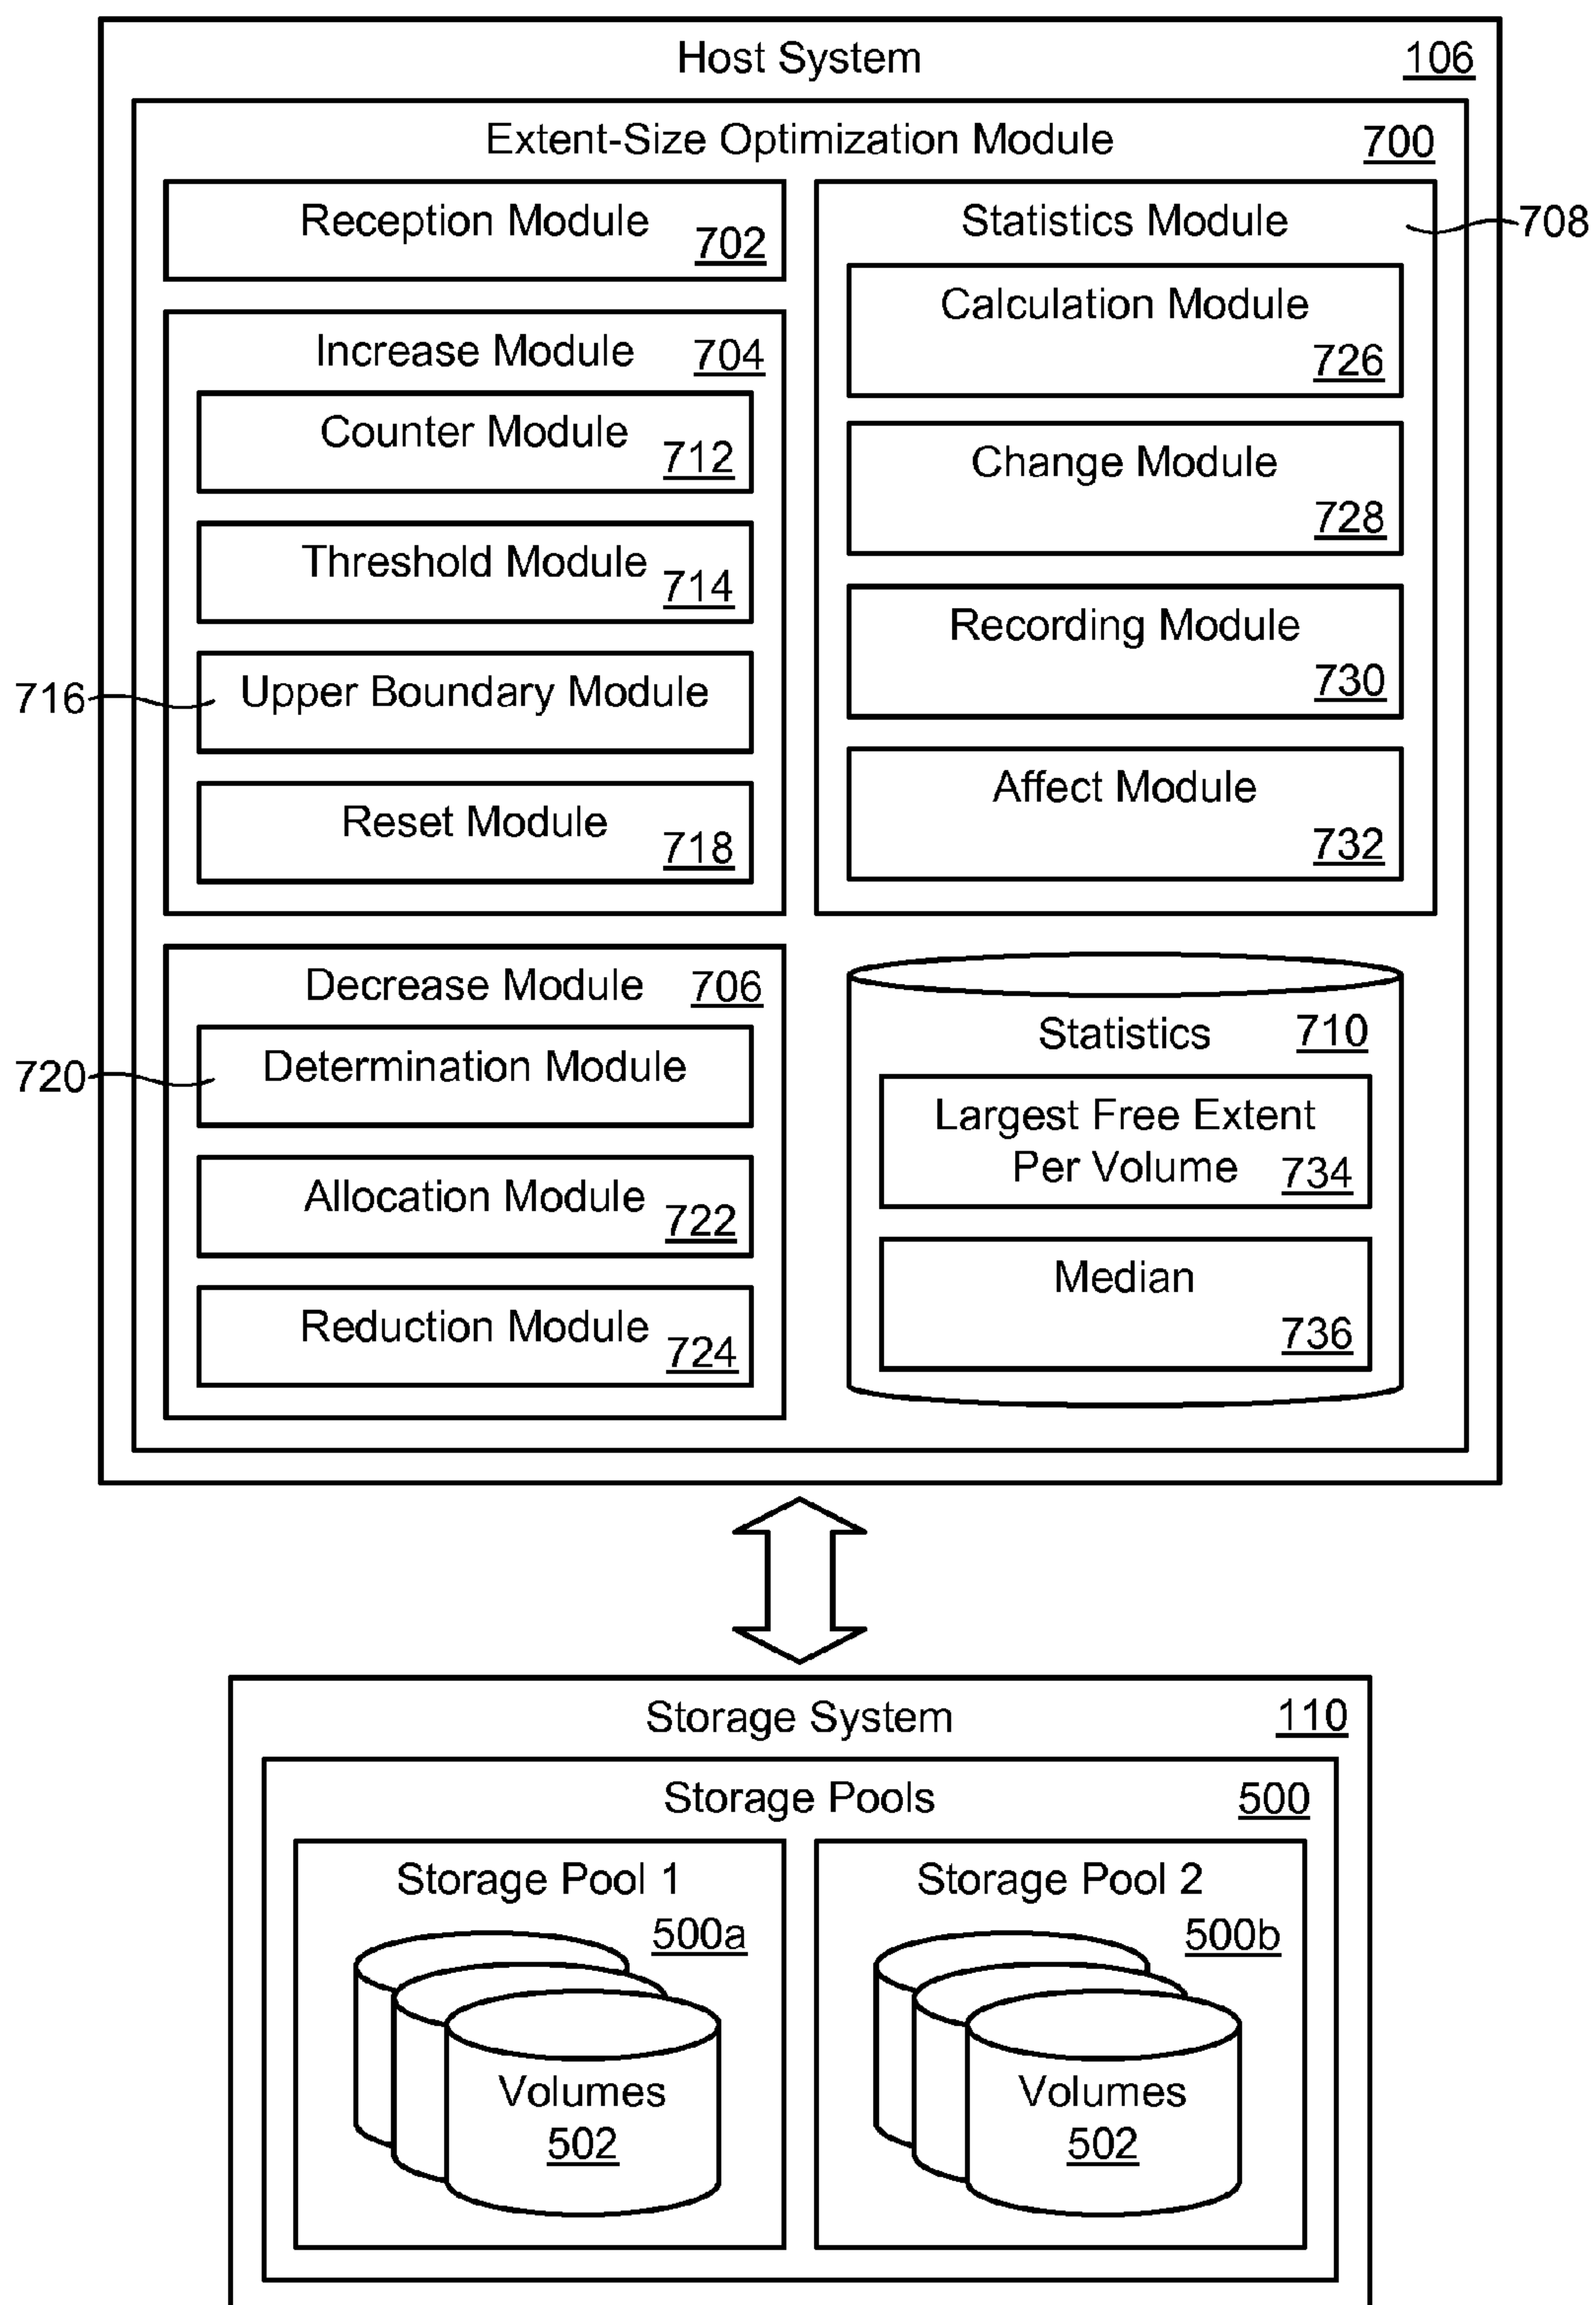 Host System 106
Extent-Size Optimization Module 700
Reception Module 702
Increase Module 704
Counter Module 712
Threshold Module 714
716 Upper Boundary Module
Reset Module 718
Decrease Module 706
720 Determination Module
Allocation Module 722
Reduction Module 724
Statistics Module 708
Calculation Module 726
Change Module 728
Recording Module 730
Affect Module 732
Statistics 710
Largest Free Extent
Per Volume 734
Median 736
Storage System 110
Storage Pools 500
Storage Pool 1
500a
Volumes
502
Storage Pool 2
500b
Volumes
502